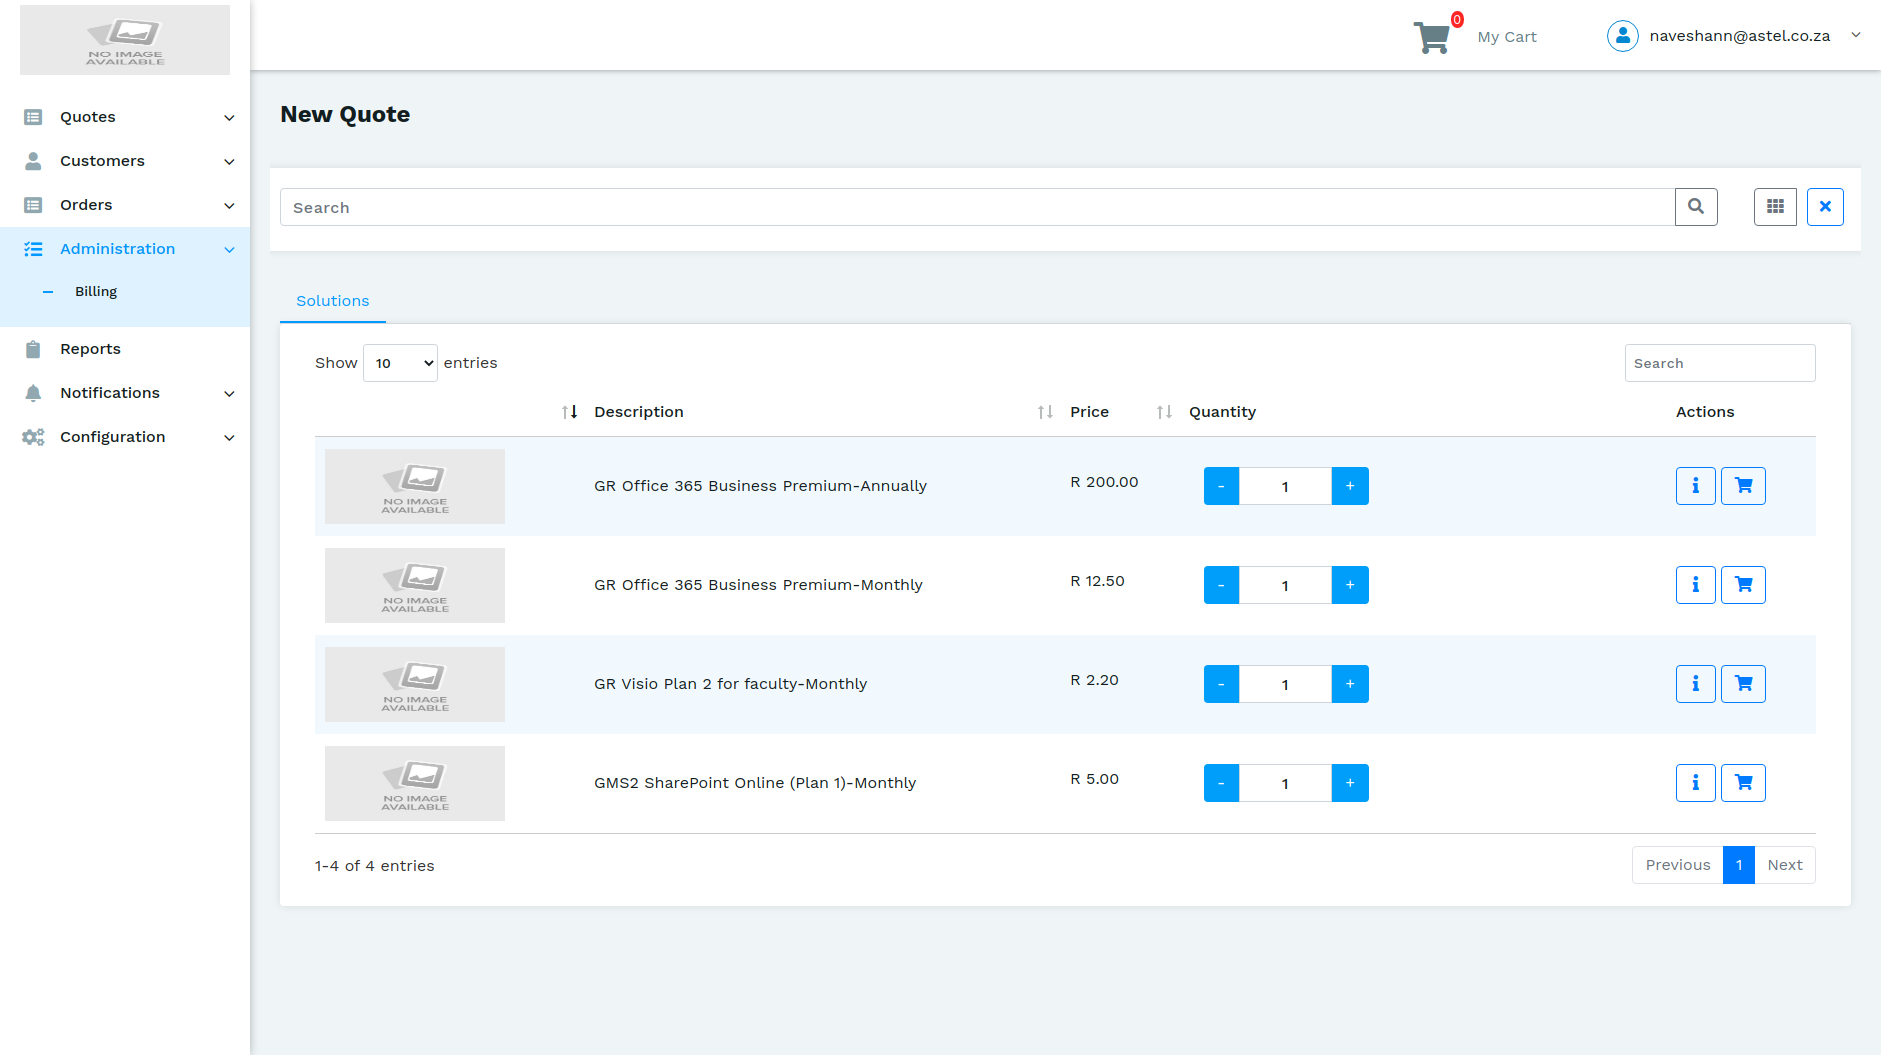 NO IMAGE
AVAILABLE
0
My Cart
naveshann@astel.co.za
Quotes
Customers
Orders
Administration
Billing
Reports
Notifications
Configuration
New Quote
Search
Solutions
Show 10 entries
Search
Description Price Quantity Actions
NO IMAGE
AVAILABLE
GR Office 365 Business Premium-Annually R 200.00 - 1 +
NO IMAGE
AVAILABLE
GR Office 365 Business Premium-Monthly R 12.50 - 1 +
NO IMAGE
AVAILABLE
GR Visio Plan 2 for faculty-Monthly R 2.20 - 1 +
NO IMAGE
AVAILABLE
GMS2 SharePoint Online (Plan 1)-Monthly R 5.00 - 1 +
1-4 of 4 entries
Previous 1 Next